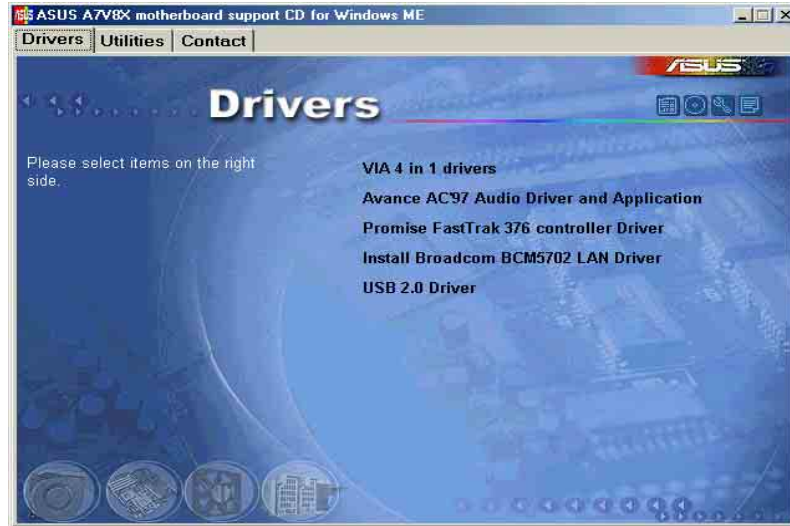 ASUS A7V8X motherboard support CD for Windows ME
Drivers Utilities Contact
ASUS
Drivers
Please select items on the right
side.
VIA 4 in 1 drivers
Avance AC'97 Audio Driver and Application
Promise FastTrak 376 controller Driver
Install Broadcom BCM5702 LAN Driver
USB 2.0 Driver